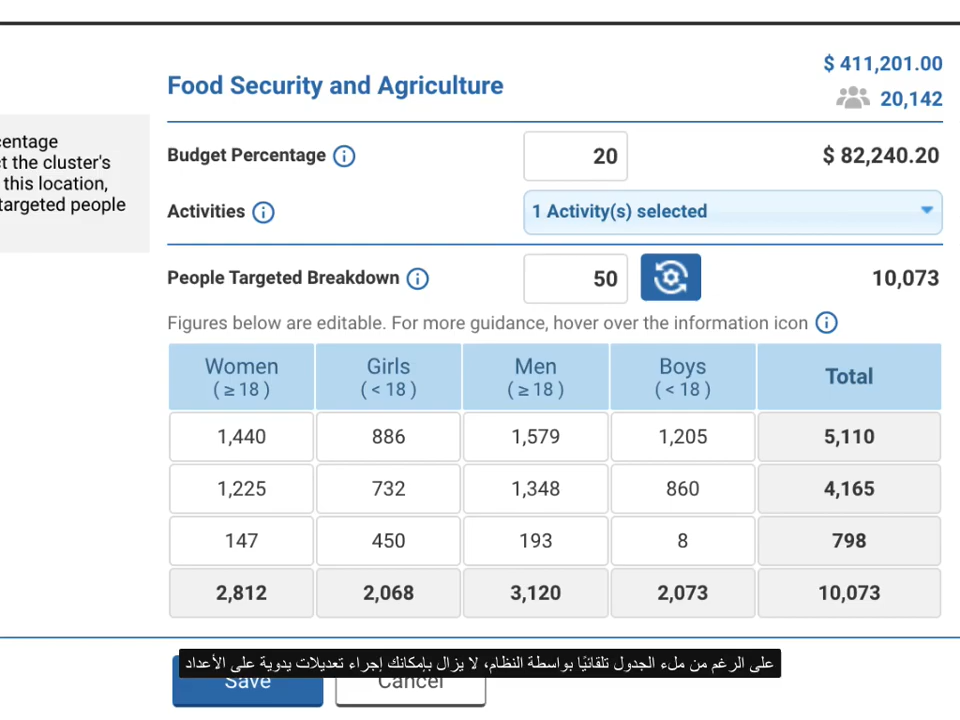 $ 411,201.00
Food Security and Agriculture
20,142
centage
t the cluster's
this location,
targeted people
Budget Percentage
20
$ 82,240.20
Activities
1 Activity(s) selected
People Targeted Breakdown
50
10,073
Figures below are editable. For more guidance, hover over the information icon
Women Girls Men Boys Total
( ≥ 18 ) ( < 18 ) ( ≥ 18 ) ( < 18 )
1,440 886 1,579 1,205 5,110
1,225 732 1,348 860 4,165
147 450 193 8 798
2,812 2,068 3,120 2,073 10,073
على الرغم من ملء الجدول تلقائيًا بواسطة النظام، لا يزال بإمكانك إجراء تعديلات يدوية على الأعداد
Save Cancel